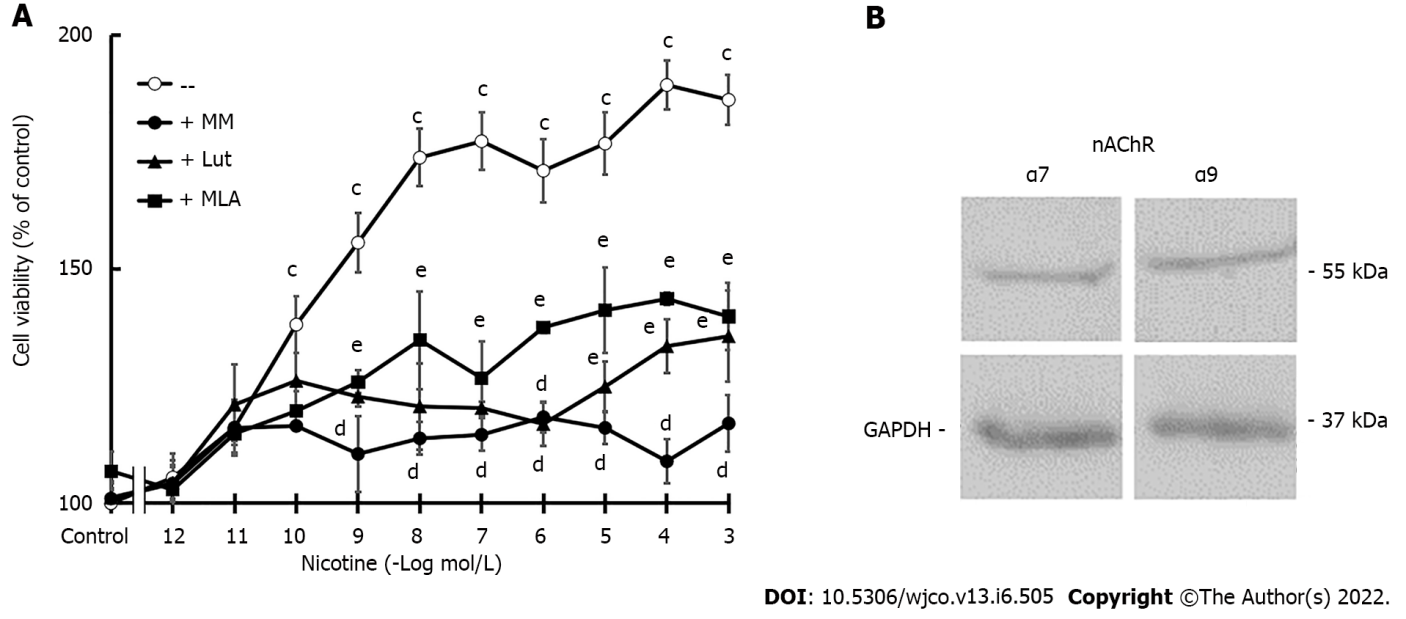 A
B
200
c
c
c
c
c
c
c
c
-- 
+ MM
+ Lut
+ MLA
Cell viability (% of control)
150
e
e
e
e
e
e
e
e
e
e
d
d
d
d
d
d
d
d
100
Control
12
11
10
9
8
7
6
5
4
3
Nicotine (-Log mol/L)
nAChR
α7
α9
- 55 kDa
GAPDH -
- 37 kDa
DOI: 10.5306/wjco.v13.i6.505 Copyright ©The Author(s) 2022.